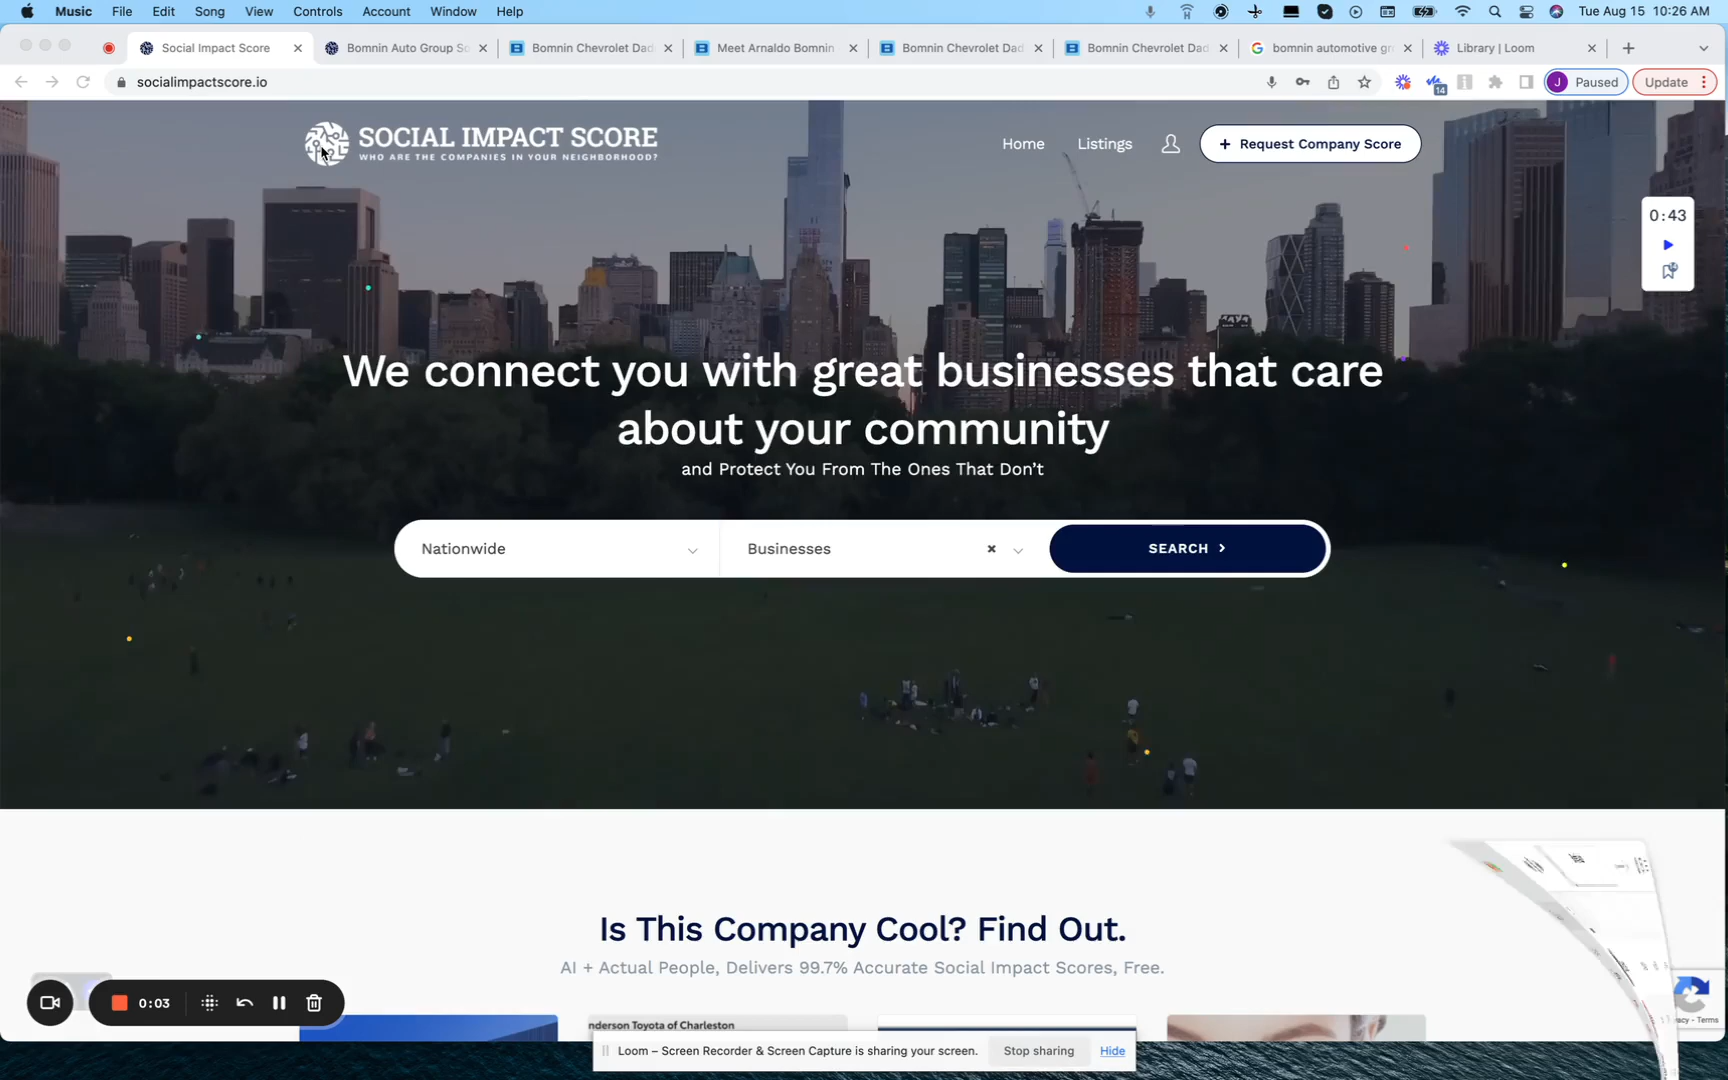 Music File Edit Song View Controls Account Window Help
14
Tue Aug 15 10:26 AM
Social Impact Score
Bomnin Auto Group Sc
Bomnin Chevrolet Dad
Meet Arnaldo Bomnin
Bomnin Chevrolet Dad
Bomnin Chevrolet Dad
bomnin automotive gr
Library | Loom
socialimpactscore.io
J Paused
Update
SOCIAL IMPACT SCORE
WHO ARE THE COMPANIES IN YOUR NEIGHBORHOOD?
Home
Listings
+ Request Company Score
0:43
We connect you with great businesses that care
about your community
and Protect You From The Ones That Don't
Nationwide
Businesses
SEARCH
Is This Company Cool? Find Out.
AI + Actual People, Delivers 99.7% Accurate Social Impact Scores, Free.
0:03
nderson Toyota of Charleston
Loom – Screen Recorder & Screen Capture is sharing your screen.
Stop sharing
Hide
vacy - Terms